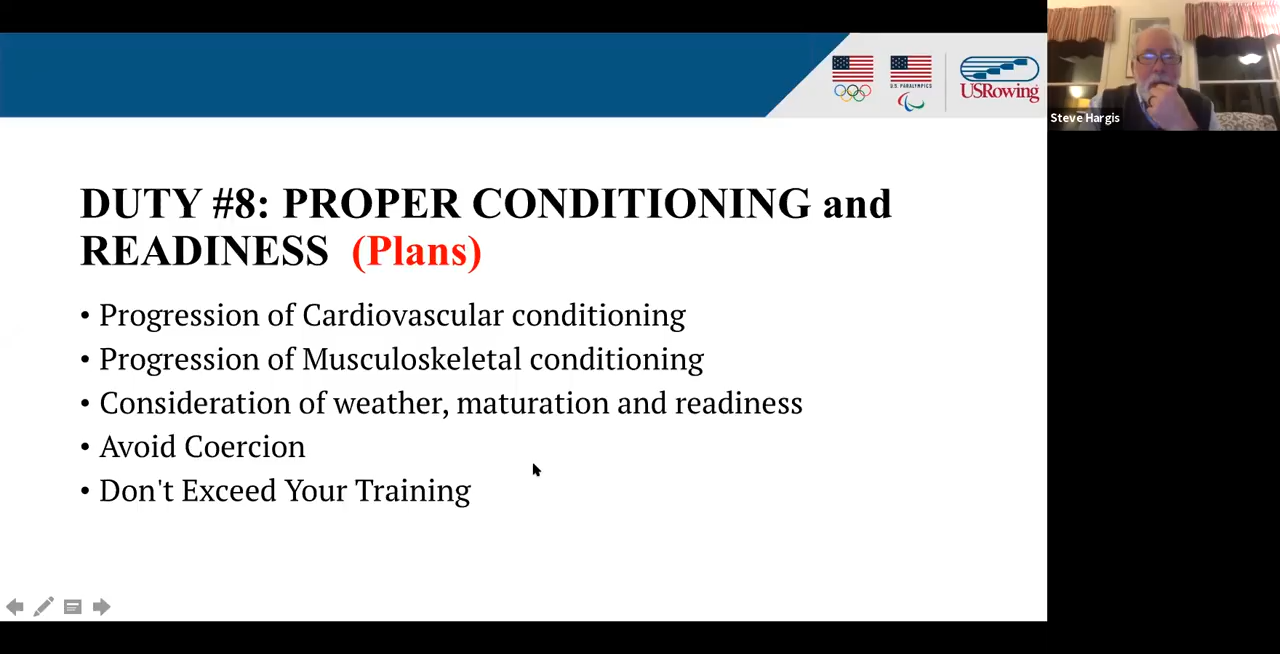 U.S. PARALYMPICS
USRowing
Steve Hargis
DUTY #8: PROPER CONDITIONING and
READINESS (Plans)
• Progression of Cardiovascular conditioning
• Progression of Musculoskeletal conditioning
• Consideration of weather, maturation and readiness
• Avoid Coercion
• Don't Exceed Your Training